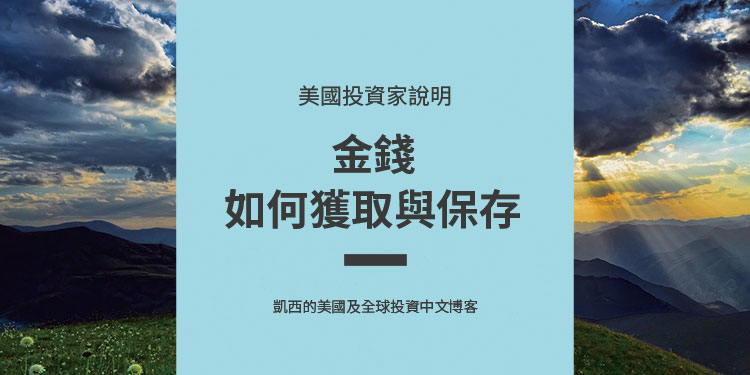 美國投資家說明
金錢
如何獲取與保存
凱西的美國及全球投資中文博客